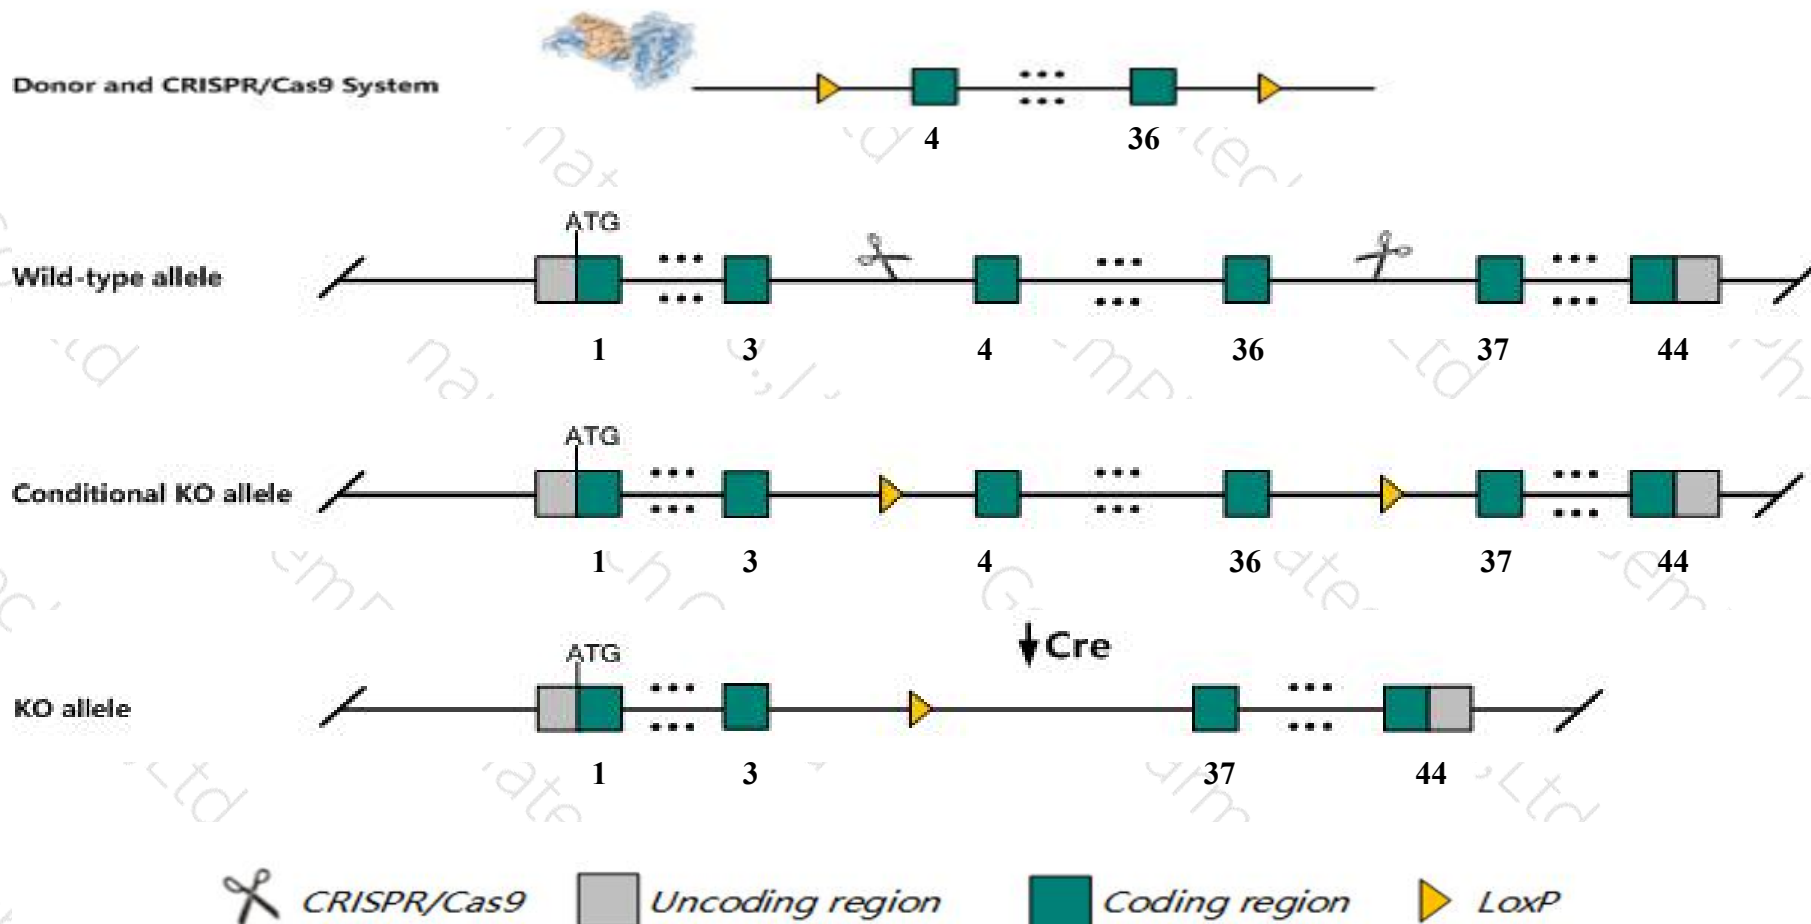 Donor and CRISPR/Cas9 System
4 36
ATG
Wild-type allele
1 3 4 36 37 44
ATG
Conditional KO allele
1 3 4 36 37 44
Cre
ATG
KO allele
1 3 37 44
CRISPR/Cas9 Uncoding region Coding region LoxP